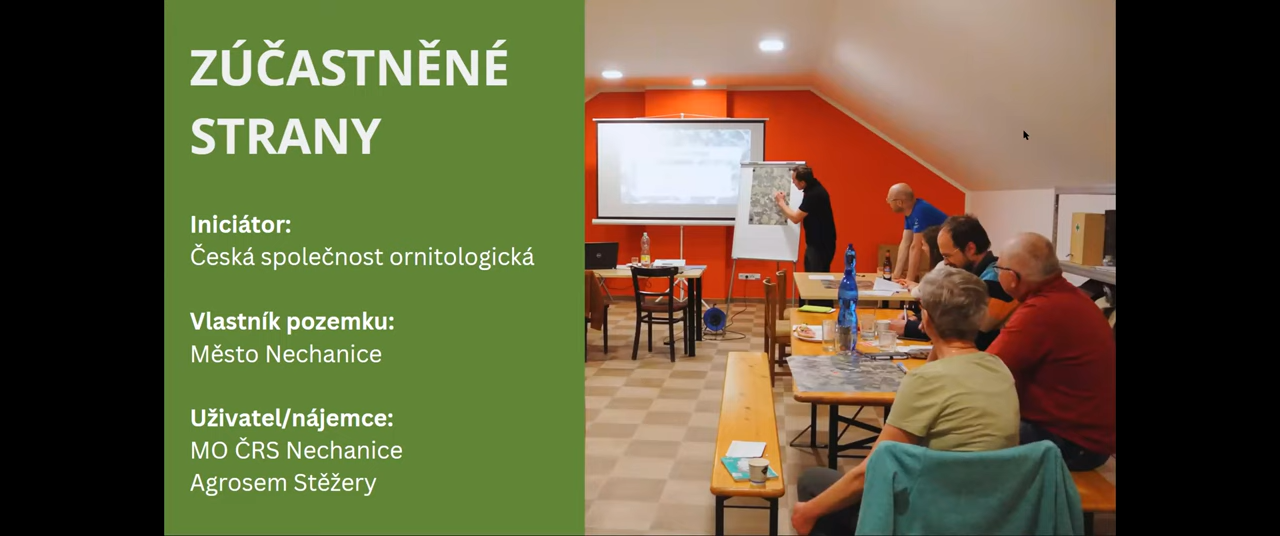 ZÚČASTNĚNÉ
STRANY
Iniciátor:
Česká společnost ornitologická
Vlastník pozemku:
Město Nechanice
Uživatel/nájemce:
MO ČRS Nechanice
Agrosem Stěžery